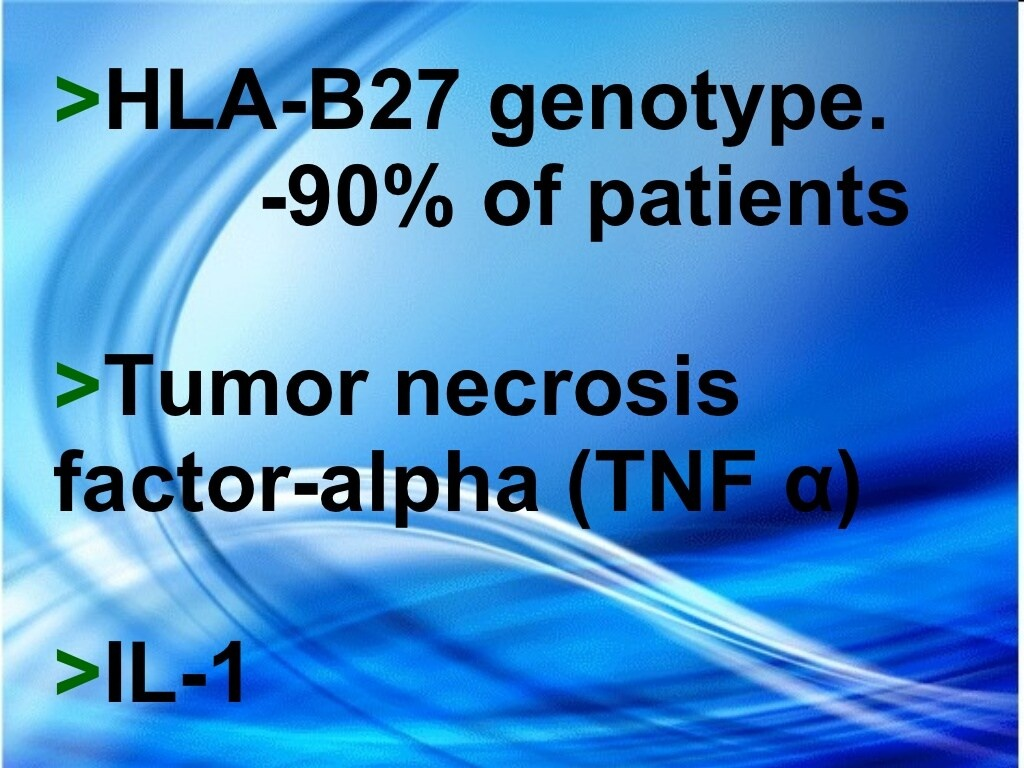 >HLA-B27 genotype.
-90% of patients
>Tumor necrosis
factor-alpha (TNF α)
>IL-1